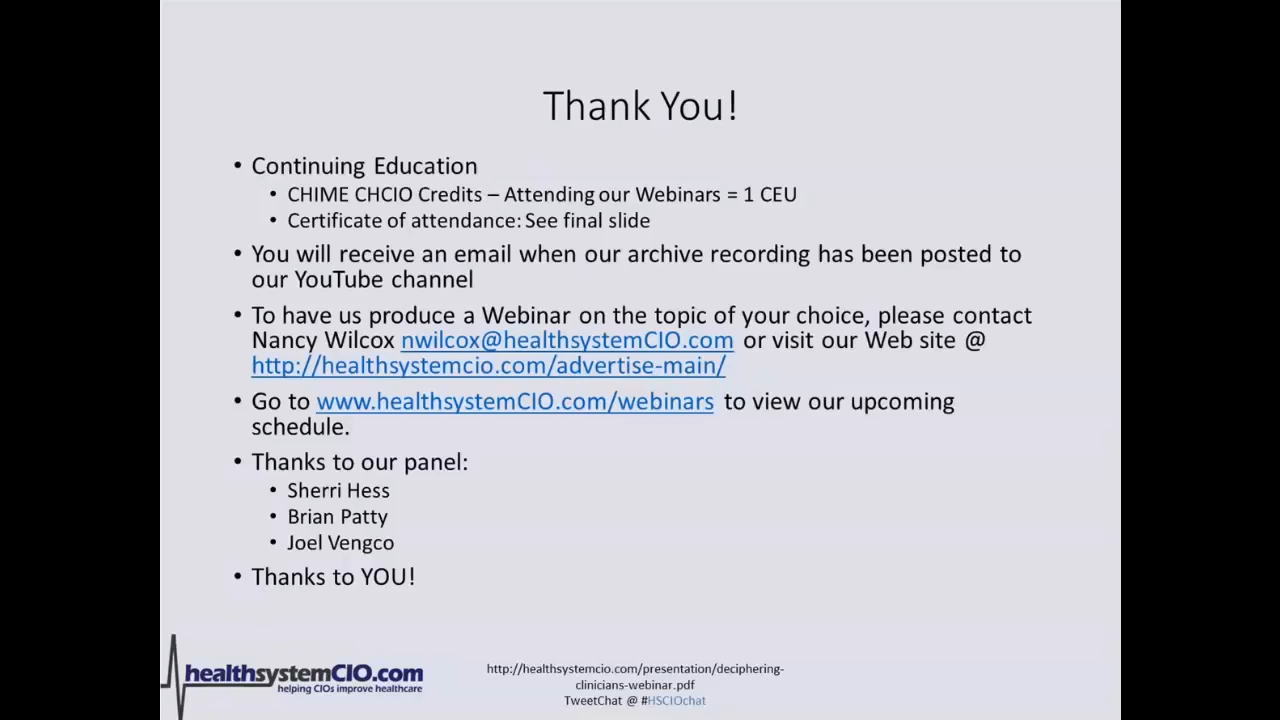 Thank You!
• Continuing Education
• CHIME CHCIO Credits – Attending our Webinars = 1 CEU
• Certificate of attendance: See final slide
• You will receive an email when our archive recording has been posted to
our YouTube channel
• To have us produce a Webinar on the topic of your choice, please contact
Nancy Wilcox nwilcox@healthsystemCIO.com or visit our Web site @
http://healthsystemcio.com/advertise-main/
• Go to www.healthsystemCIO.com/webinars to view our upcoming
schedule.
• Thanks to our panel:
• Sherri Hess
• Brian Patty
• Joel Vengco
• Thanks to YOU!
healthsystemCIO.com
helping CIOs improve healthcare
http://healthsystemcio.com/presentation/deciphering-
clinicians-webinar.pdf
TweetChat @ #HSCIOchat